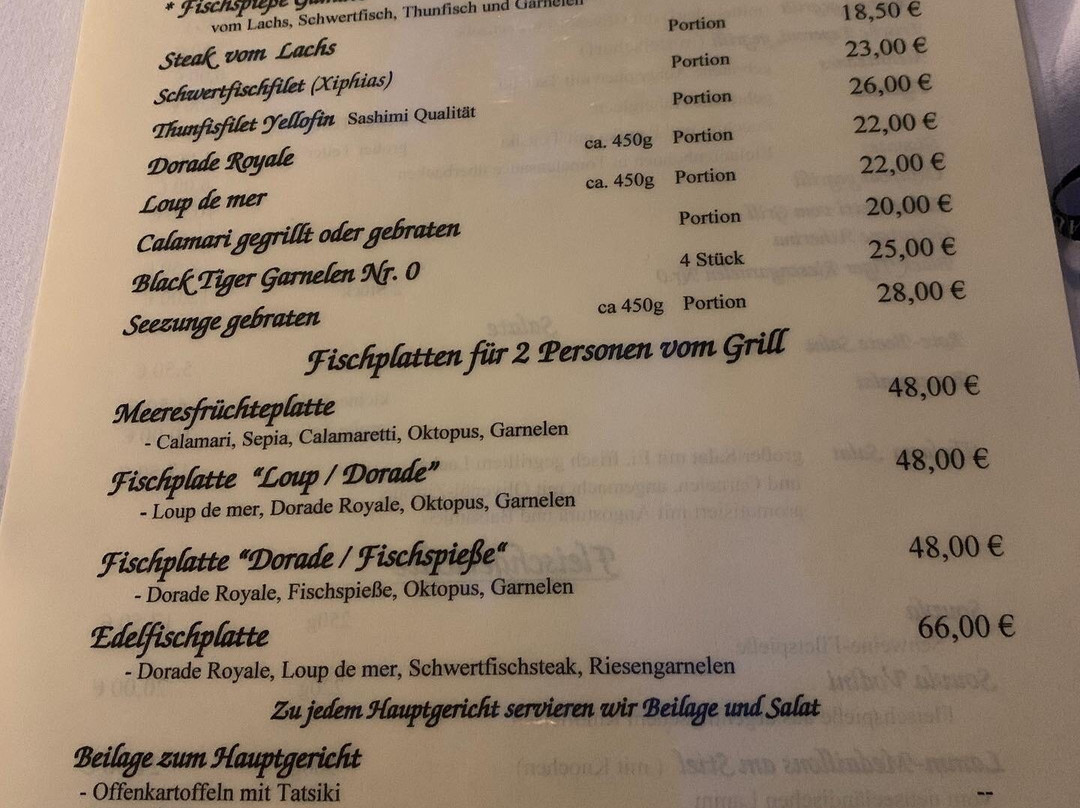 * Fischspieße
vom Lachs, Schwertfisch, Thunfisch und Garnelen
Steak vom Lachs Portion 18,50 €
Schwertfischfilet (Xiphias) Portion 23,00 €
Thunfisfilet Yellofin Sashimi Qualität Portion 26,00 €
Dorade Royale ca. 450g Portion 22,00 €
Loup de mer ca. 450g Portion 22,00 €
Calamari gegrillt oder gebraten Portion 20,00 €
Black Tiger Garnelen Nr. 0 4 Stück 25,00 €
Seezunge gebraten ca 450g Portion 28,00 €
Fischplatten für 2 Personen vom Grill
Meeresfrüchteplatte 48,00 €
- Calamari, Sepia, Calamaretti, Oktopus, Garnelen
Fischplatte "Loup / Dorade" 48,00 €
- Loup de mer, Dorade Royale, Oktopus, Garnelen
Fischplatte "Dorade / Fischspieße" 48,00 €
- Dorade Royale, Fischspieße, Oktopus, Garnelen
Edelfischplatte 66,00 €
- Dorade Royale, Loup de mer, Schwertfischsteak, Riesengarnelen
Zu jedem Hauptgericht servieren wir Beilage und Salat
Beilage zum Hauptgericht
- Offenkartoffeln mit Tatsiki --